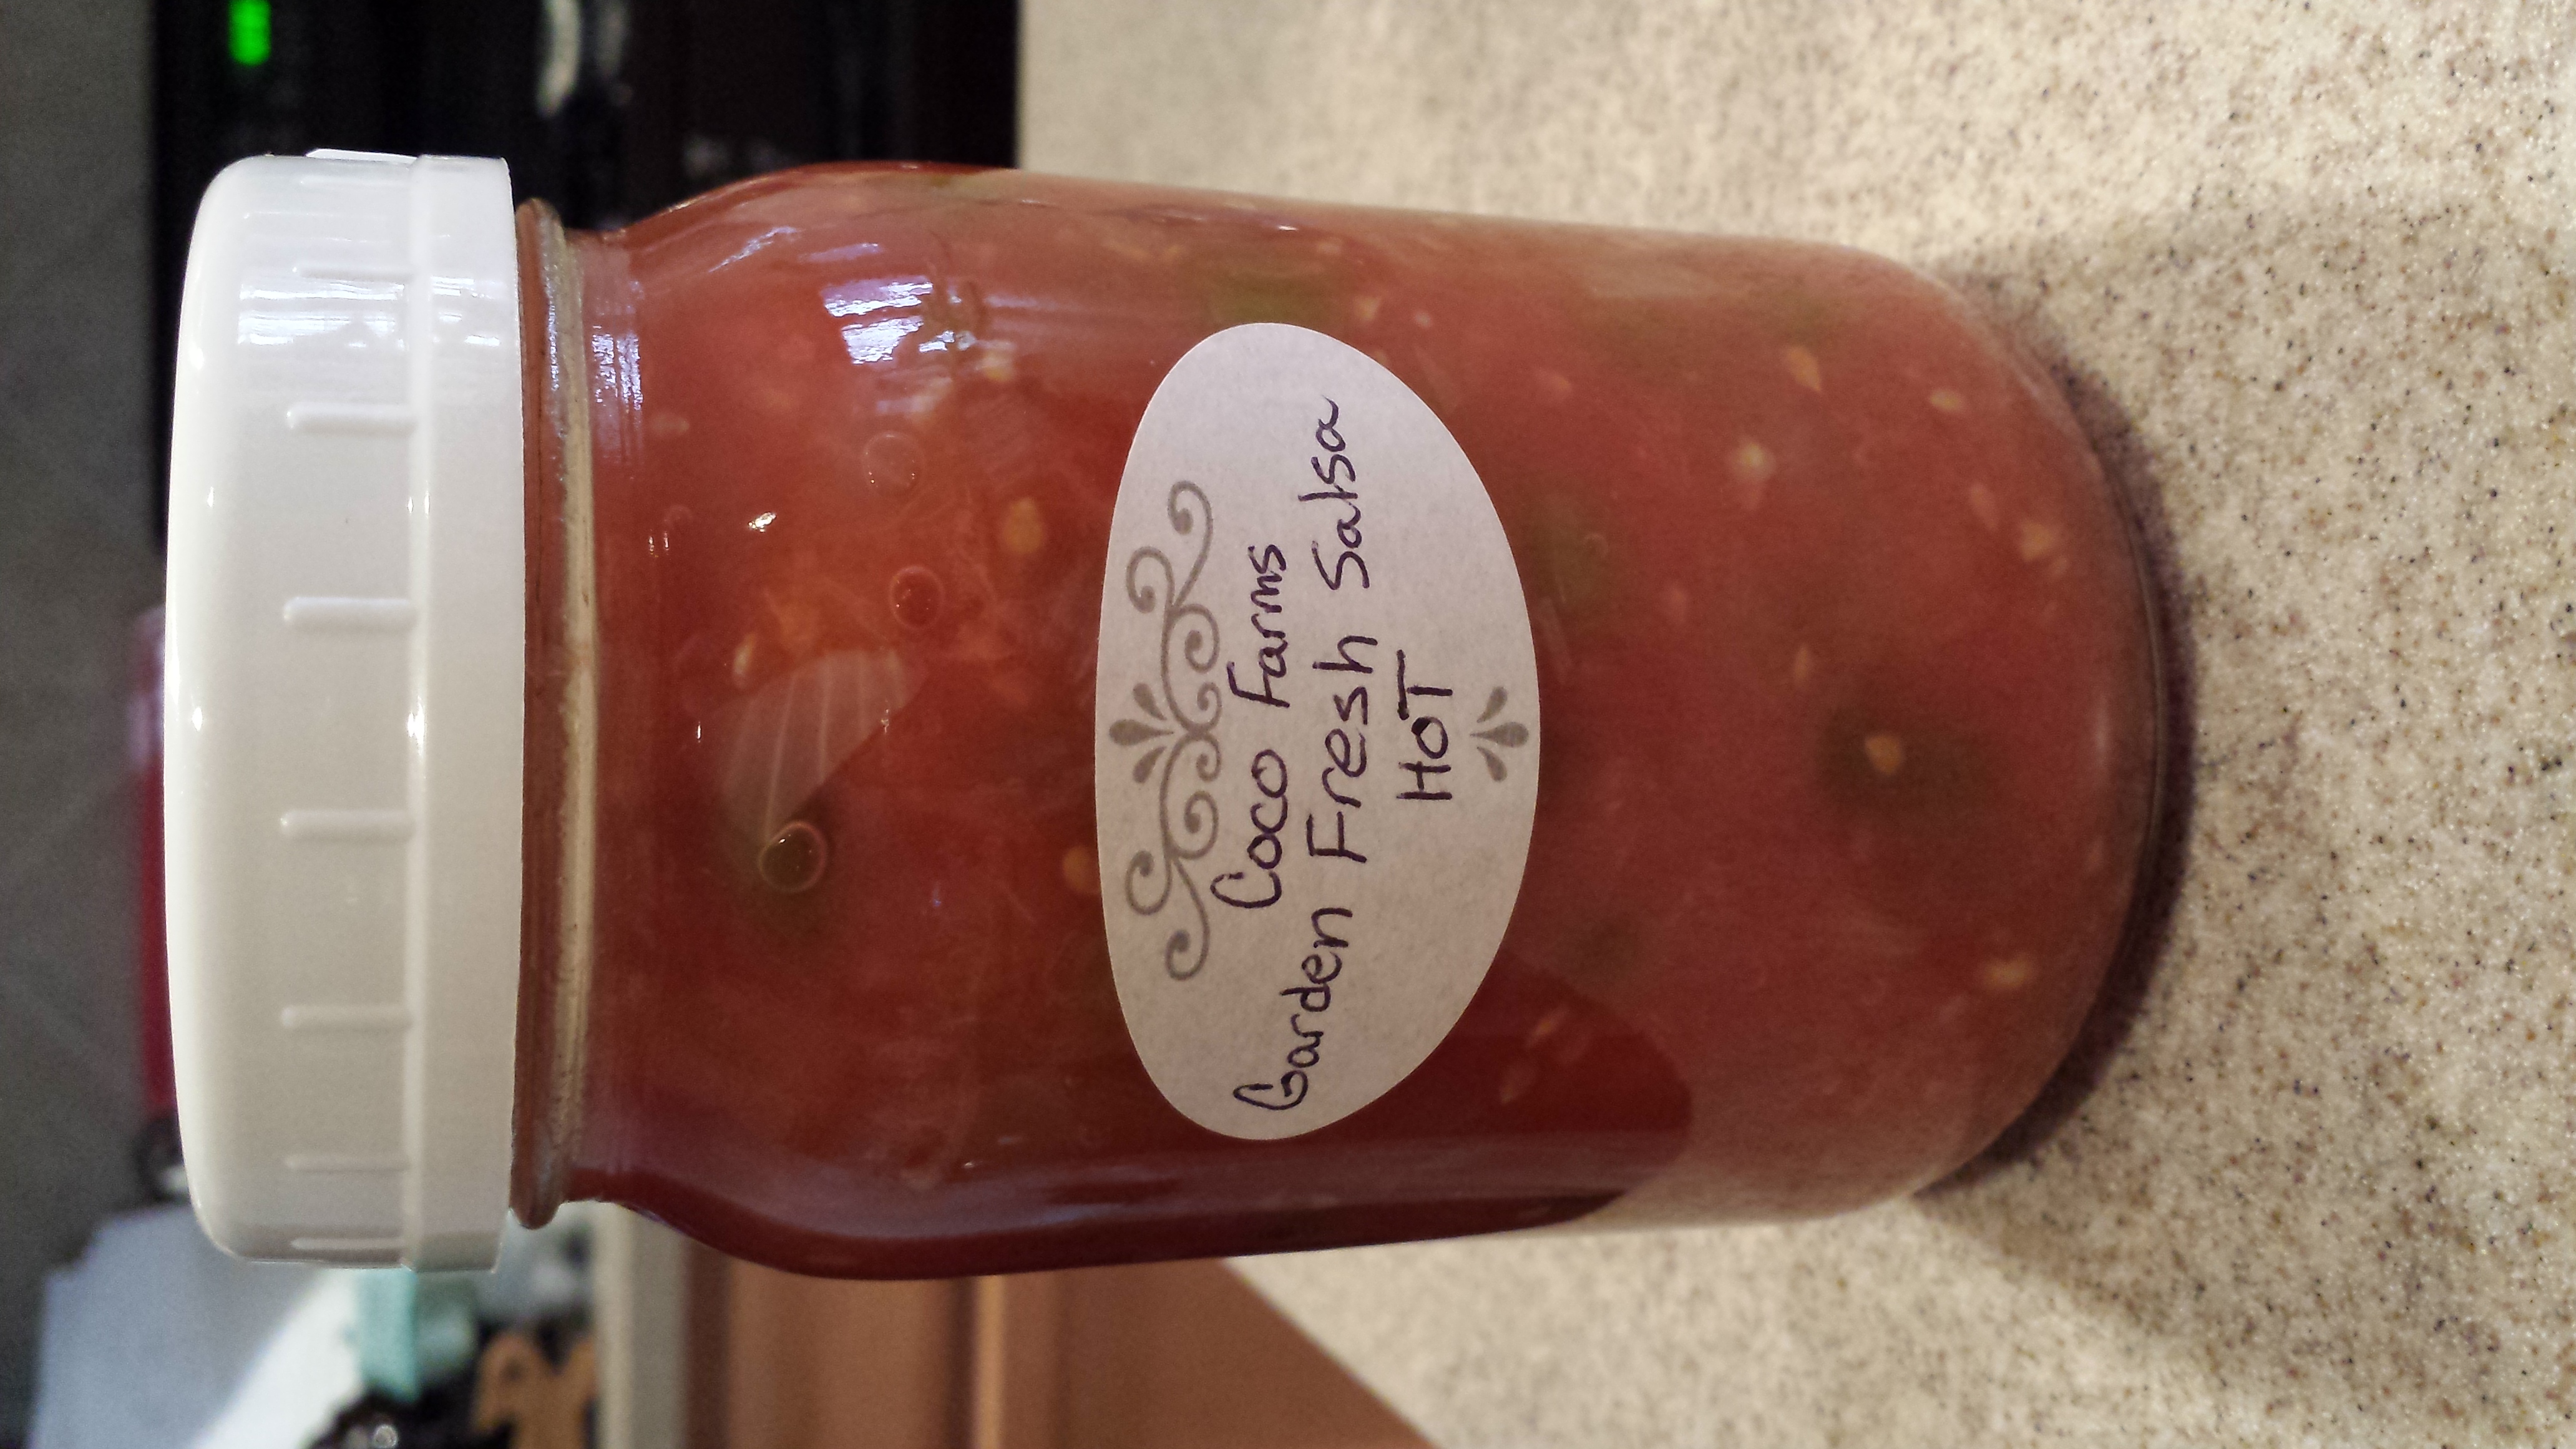 Coco Farms
Garden Fresh Salsa
HOT